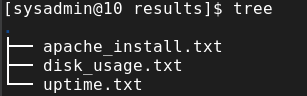 [sysadmin@10 results]$ tree
.
├── apache_install.txt
├── disk_usage.txt
└── uptime.txt